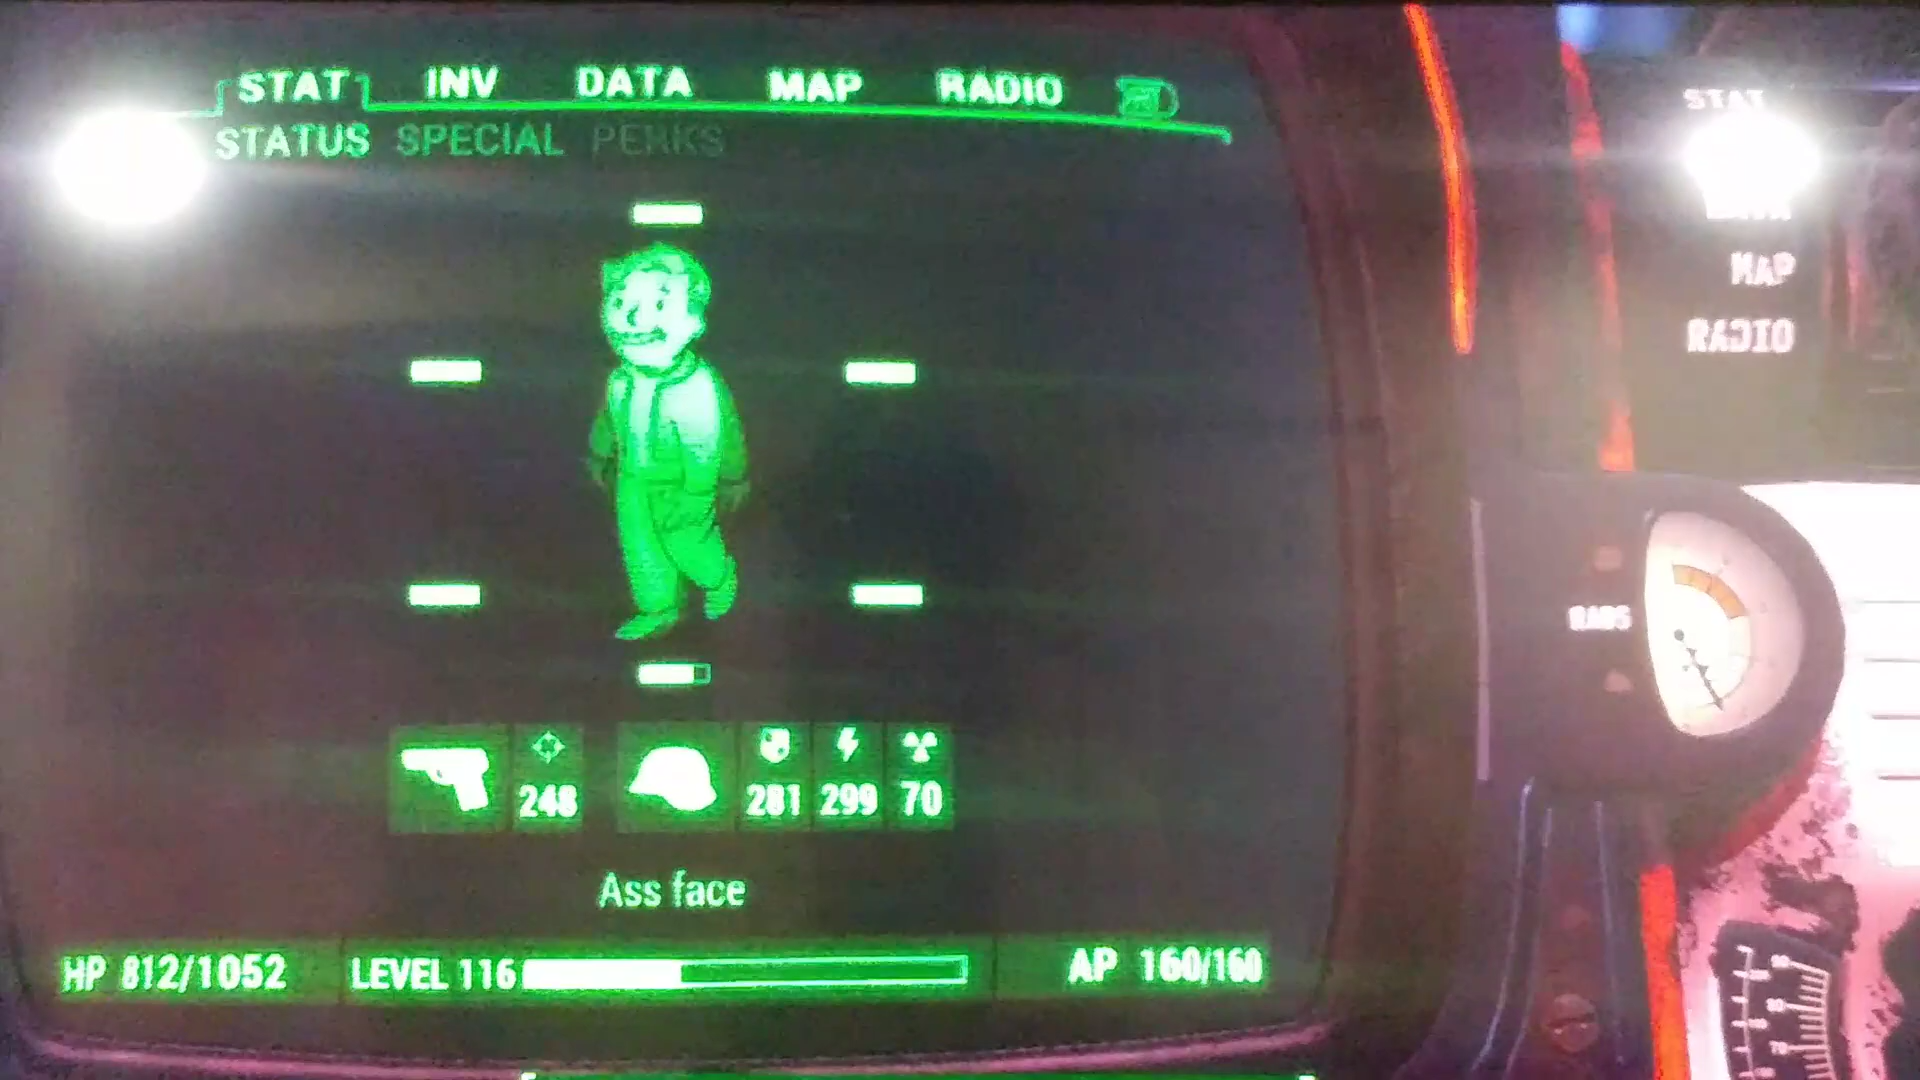 STAT INV DATA MAP RADIO
STATUS SPECIAL PERKS
248 281 299 70
Ass face
HP 812/1052 LEVEL 116 AP 160/160
STAT
MAP
RADIO
RADS